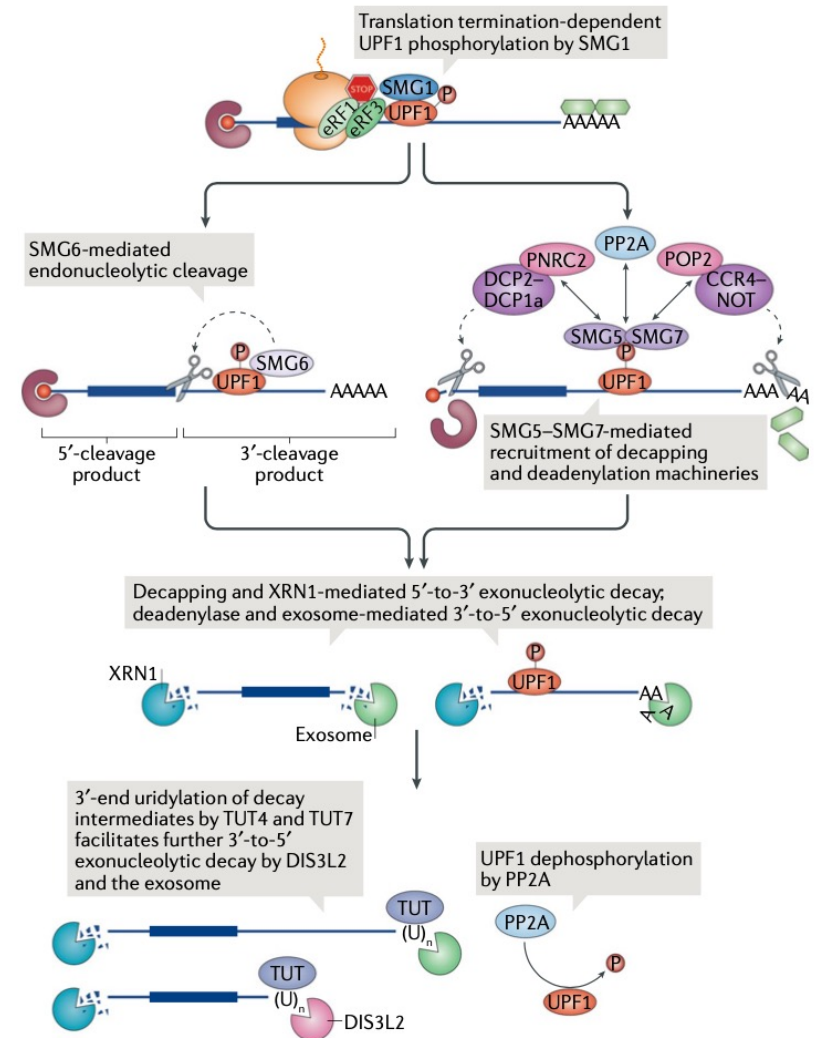 Translation termination-dependent
UPF1 phosphorylation by SMG1
STOP
SMG1
P
eRF1
eRF3
UPF1
AAAAA
SMG6-mediated
endonucleolytic cleavage
P
SMG6
UPF1
AAAAA
5′-cleavage
product
3′-cleavage
product
PP2A
PNRC2
POP2
DCP2–
DCP1a
CCR4–
NOT
SMG5
SMG7
P
UPF1
AAA
AA
SMG5–SMG7-mediated
recruitment of decapping
and deadenylation machineries
Decapping and XRN1-mediated 5′-to-3′ exonucleolytic decay;
deadenylase and exosome-mediated 3′-to-5′ exonucleolytic decay
XRN1
Exosome
P
UPF1
AA
A
A
3′-end uridylation of decay
intermediates by TUT4 and TUT7
facilitates further 3′-to-5′
exonucleolytic decay by DIS3L2
and the exosome
TUT
(U)n
TUT
(U)n
DIS3L2
UPF1 dephosphorylation
by PP2A
PP2A
P
UPF1